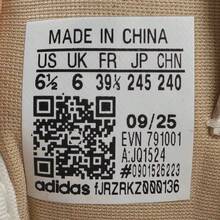 MADE IN CHINA
US UK FR JP CHN
6½ 6 39⅓ 245 240
09/25
EVN 791001
A:JQ1524
#0901526223
adidas fJRZRKZ000136